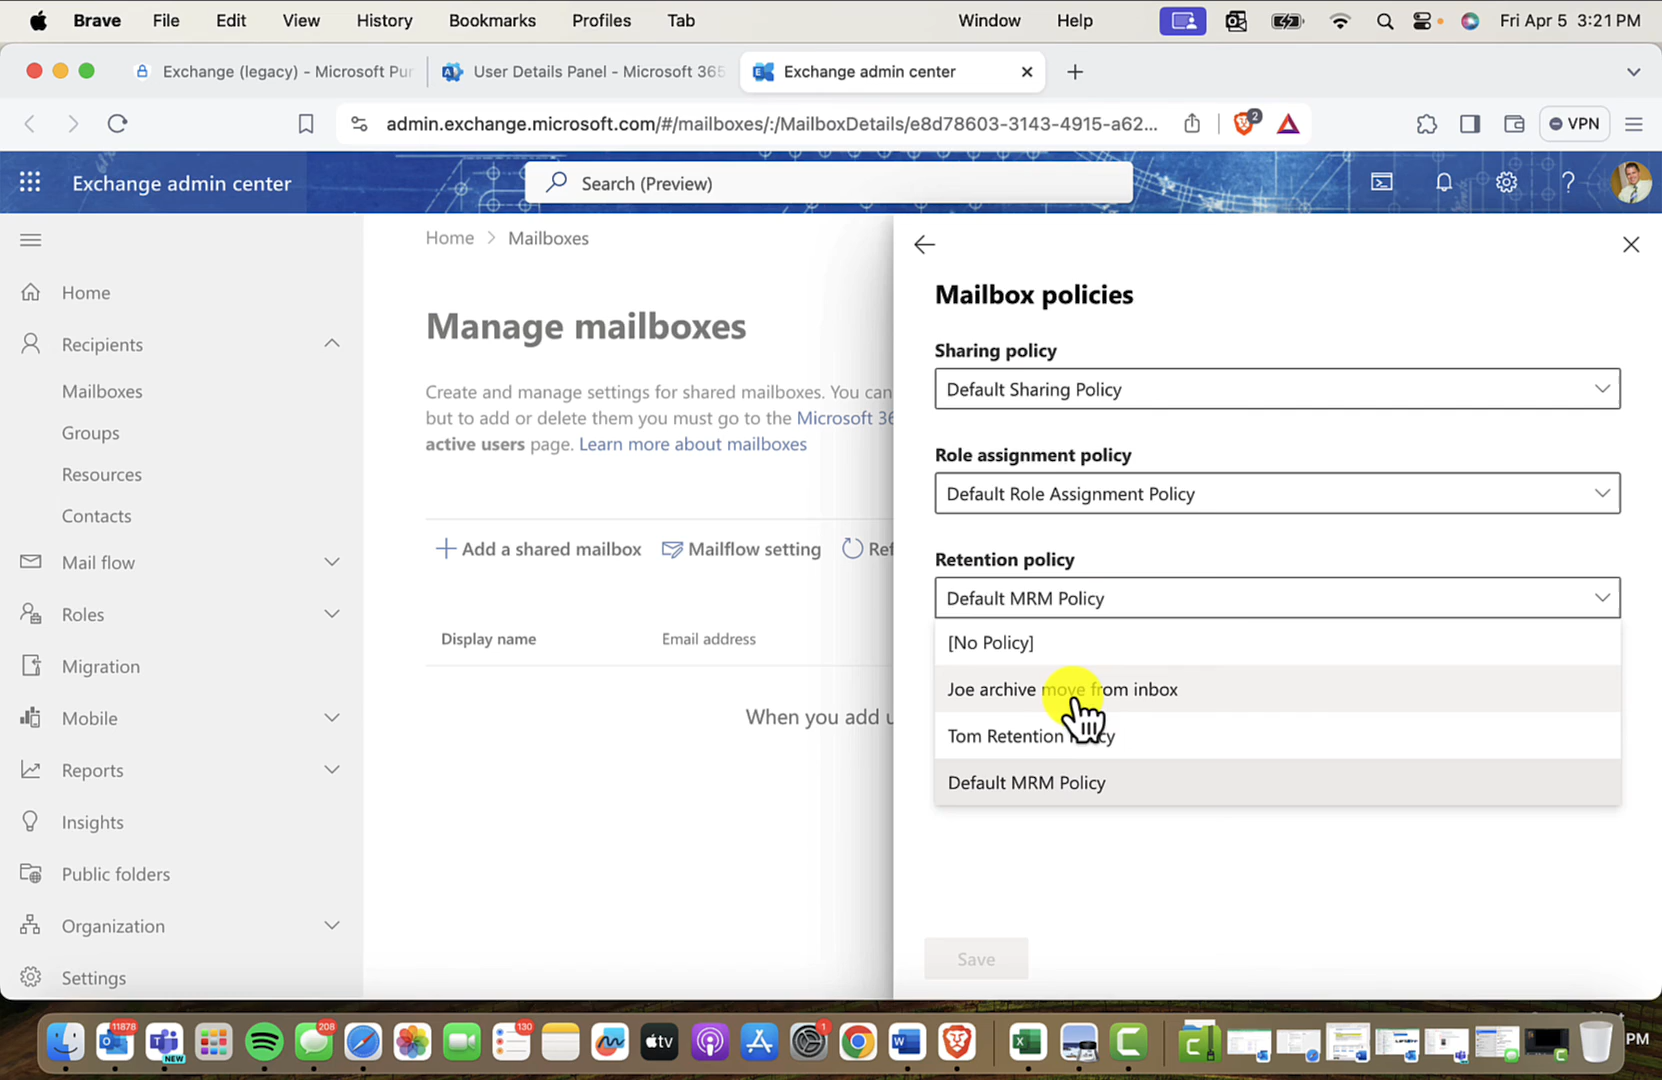 Brave File Edit View History Bookmarks Profiles Tab Window Help Fri Apr 5 3:21 PM
Exchange (legacy) - Microsoft Pur
User Details Panel - Microsoft 365
Exchange admin center
admin.exchange.microsoft.com/#/mailboxes/:/MailboxDetails/e8d78603-3143-4915-a62...
2
VPN
Exchange admin center
Search (Preview)
Home
Recipients
Mailboxes
Groups
Resources
Contacts
Mail flow
Roles
Migration
Mobile
Reports
Insights
Public folders
Organization
Settings
Home > Mailboxes
Manage mailboxes
Create and manage settings for shared mailboxes. You can
but to add or delete them you must go to the Microsoft 36
active users page. Learn more about mailboxes
Add a shared mailbox Mailflow setting Ref
Display name Email address
When you add u
Mailbox policies
Sharing policy
Default Sharing Policy
Role assignment policy
Default Role Assignment Policy
Retention policy
Default MRM Policy
[No Policy]
Joe archive move from inbox
Tom Retention
Default MRM Policy
Save
11878
NEW
208
130
tv
1
PM